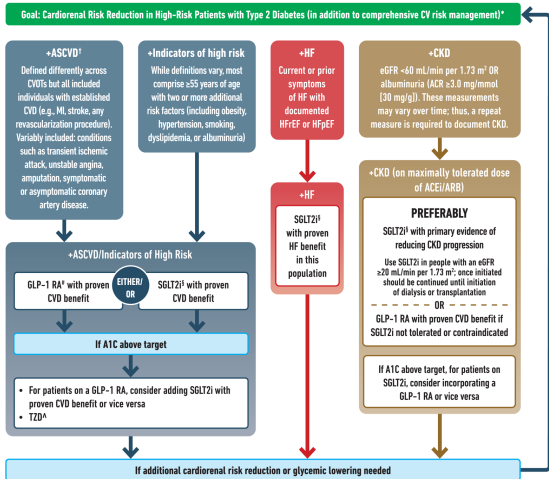 Goal: Cardiorenal Risk Reduction in High-Risk Patients with Type 2 Diabetes (in addition to comprehensive CV risk management)*
+ASCVD†
Defined differently across
CVOTs but all included
individuals with established
CVD (e.g., MI, stroke, any
revascularization procedure).
Variably included: conditions
such as transient ischemic
attack, unstable angina,
amputation, symptomatic
or asymptomatic coronary
artery disease.
+Indicators of high risk
While definitions vary, most
comprise ≥55 years of age
with two or more additional
risk factors (including obesity,
hypertension, smoking,
dyslipidemia, or albuminuria)
+HF
Current or prior
symptoms
of HF with
documented
HFrEF or HFpEF
+CKD
eGFR <60 mL/min per 1.73 m² OR
albuminuria (ACR ≥3.0 mg/mmol
[30 mg/g]). These measurements
may vary over time; thus, a repeat
measure is required to document CKD.
+ASCVD/Indicators of High Risk
GLP-1 RA# with proven
CVD benefit
EITHER/
OR
SGLT2i§ with proven
CVD benefit
If A1C above target
• For patients on a GLP-1 RA, consider adding SGLT2i with
proven CVD benefit or vice versa
• TZD^
+HF
SGLT2i§
with proven
HF benefit
in this
population
+CKD (on maximally tolerated dose
of ACEi/ARB)
PREFERABLY
SGLT2i§ with primary evidence of
reducing CKD progression
Use SGLT2i in people with an eGFR
≥20 mL/min per 1.73 m²; once initiated
should be continued until initiation
of dialysis or transplantation
OR
GLP-1 RA with proven CVD benefit if
SGLT2i not tolerated or contraindicated
If A1C above target, for patients on
SGLT2i, consider incorporating a
GLP-1 RA or vice versa
If additional cardiorenal risk reduction or glycemic lowering needed